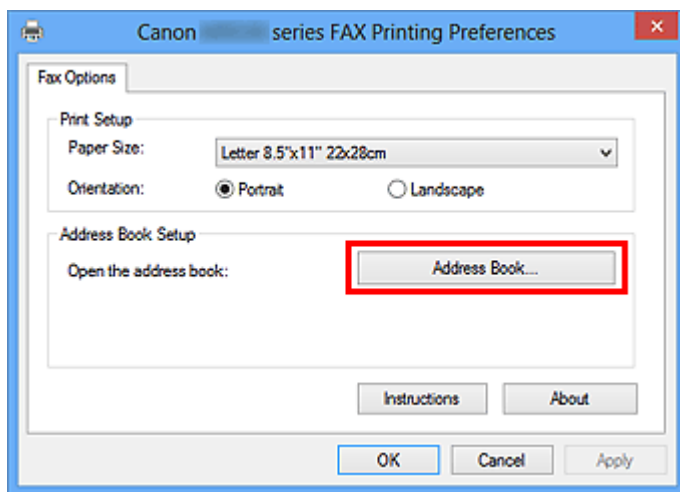 Canon series FAX Printing Preferences
Fax Options
Print Setup
Paper Size: Letter 8.5"x11" 22x28cm
Orientation: Portrait Landscape
Address Book Setup
Open the address book: Address Book...
Instructions About
OK Cancel Apply